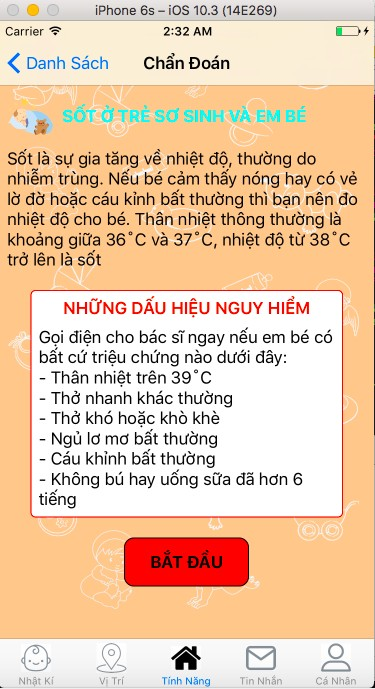 iPhone 6s – iOS 10.3 (14E269)
Carrier 2:32 AM
Danh Sách Chẩn Đoán
SỐT Ở TRẺ SƠ SINH VÀ EM BÉ
Sốt là sự gia tăng về nhiệt độ, thường do
nhiễm trùng. Nếu bé cảm thấy nóng hay có vẻ
lờ đờ hoặc cáu kỉnh bất thường thì bạn nên đo
nhiệt độ cho bé. Thân nhiệt thông thường là
khoảng giữa 36°C và 37°C, nhiệt độ từ 38°C
trở lên là sốt
NHỮNG DẤU HIỆU NGUY HIỂM
Gọi điện cho bác sĩ ngay nếu em bé có
bất cứ triệu chứng nào dưới đây:
- Thân nhiệt trên 39°C
- Thở nhanh khác thường
- Thở khó hoặc khò khè
- Ngủ lơ mơ bất thường
- Cáu khỉnh bất thường
- Không bú hay uống sữa đã hơn 6
tiếng
BẮT ĐẦU
Nhật Kí Vị Trí Tính Năng Tin Nhắn Cá Nhân